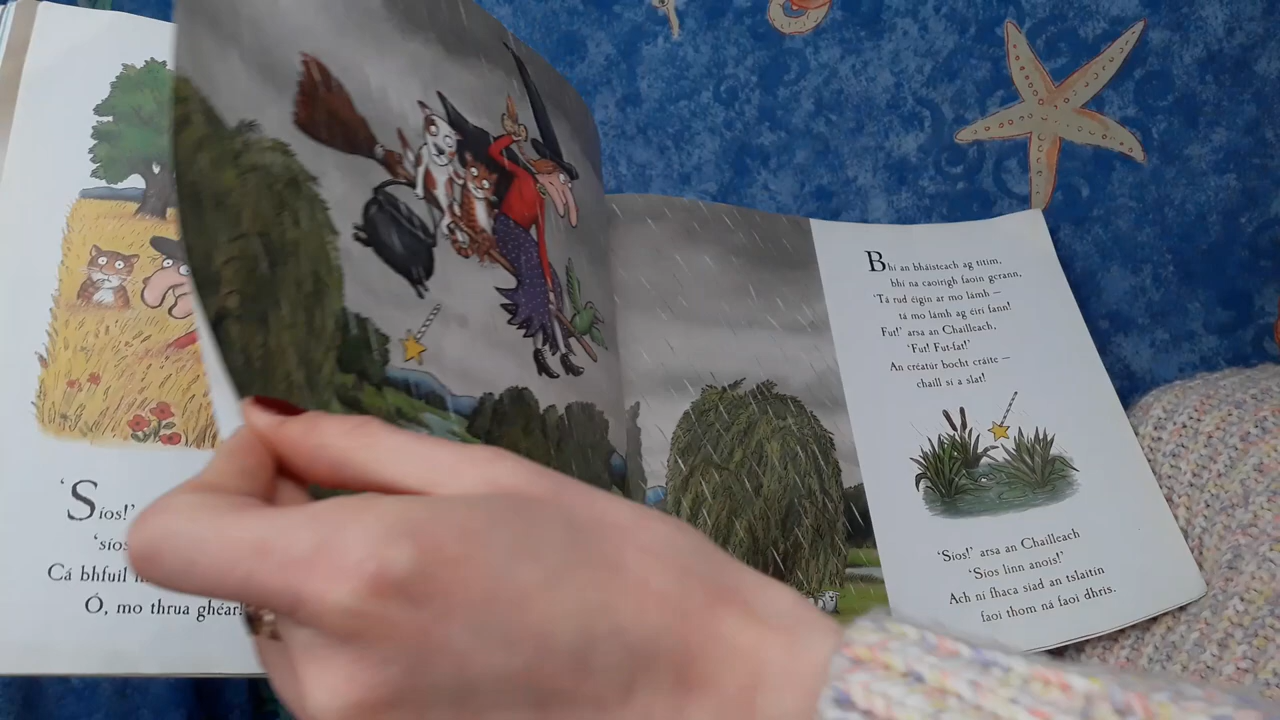 'Síos!'
'síos
Cá bhfuil
Ó, mo thrua ghéar!
Bhí an bháisteach ag titim,
bhí na caoirigh faoin gcrann,
'Tá rud éigin ar mo lámh –
tá mo lámh ag éirí fann!
Fut!' arsa an Chailleach,
'Fut! Fut-fat!'
An créatúr bocht cráite –
chaill sí a slat!
'Síos!' arsa an Chailleach
'Síos linn anois!'
Ach ní fhaca siad an tslaitín
faoi thom ná faoi dhris.